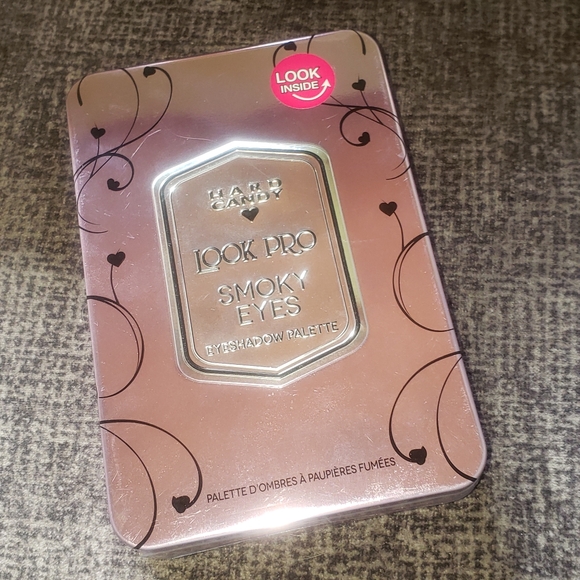 LOOK
INSIDE
HARD
CANDY
LOOK PRO
SMOKY
EYES
EYESHADOW PALETTE
PALETTE D'OMBRES À PAUPIÈRES FUMÉES